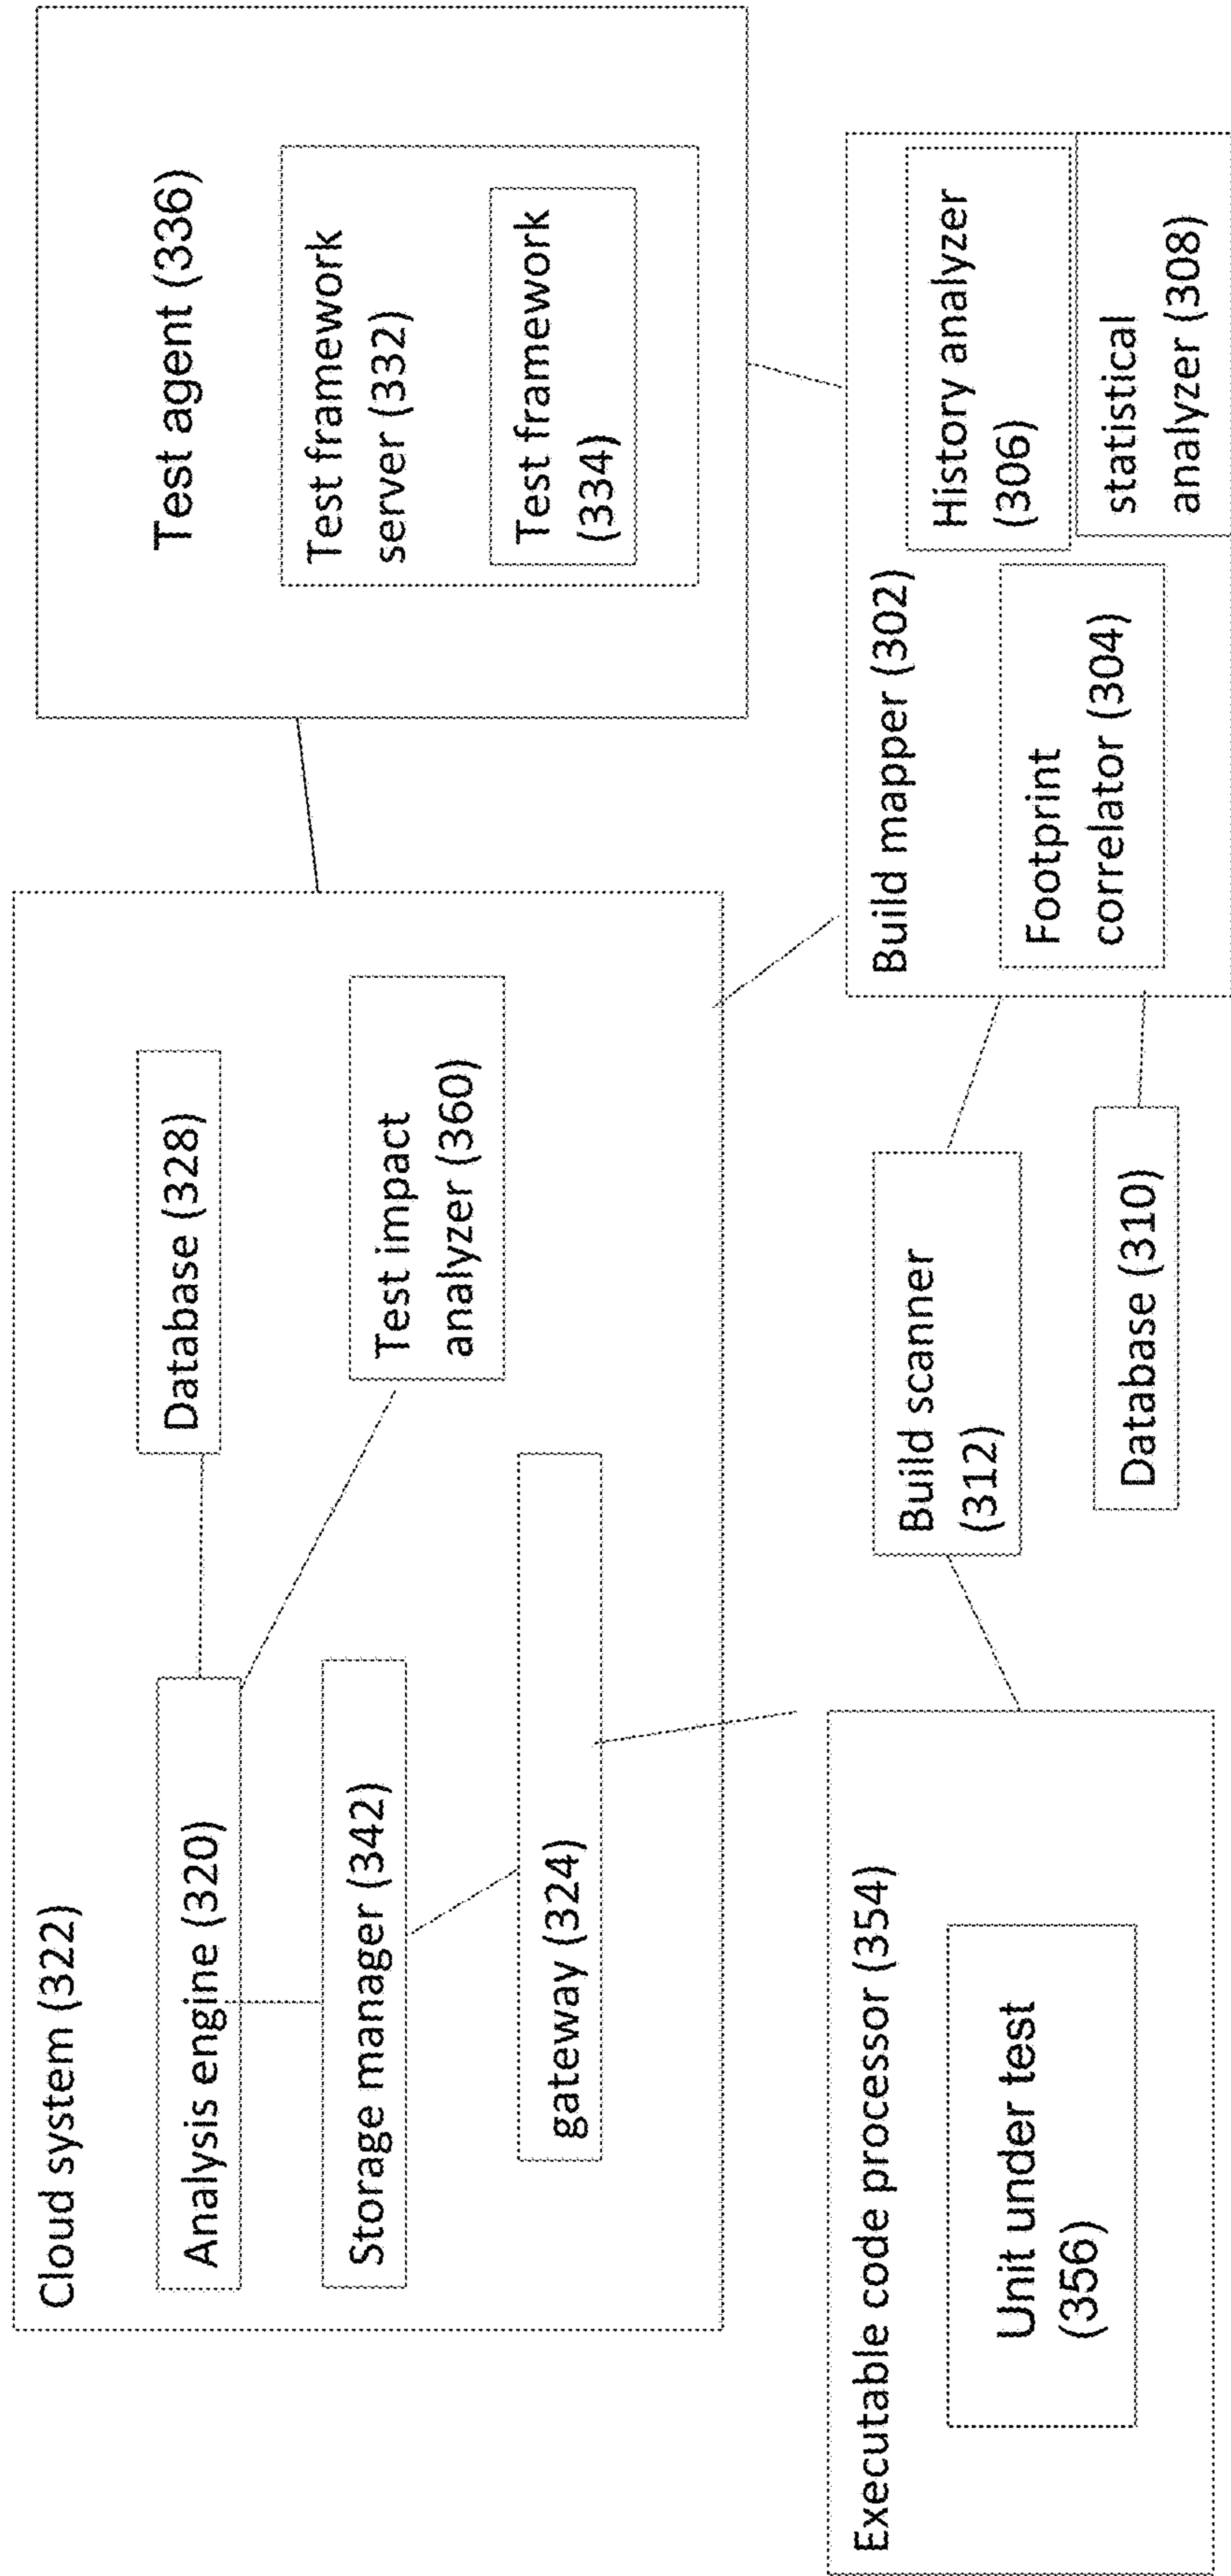 Cloud system (322)
Analysis engine (320)
Database (328)
Storage manager (342)
Test impact
analyzer (360)
gateway (324)
Test agent (336)
Test framework
server (332)
Test framework
(334)
Executable code processor (354)
Unit under test
(356)
Build scanner
(312)
Database (310)
Build mapper (302)
Footprint
correlator (304)
History analyzer
(306)
statistical
analyzer (308)